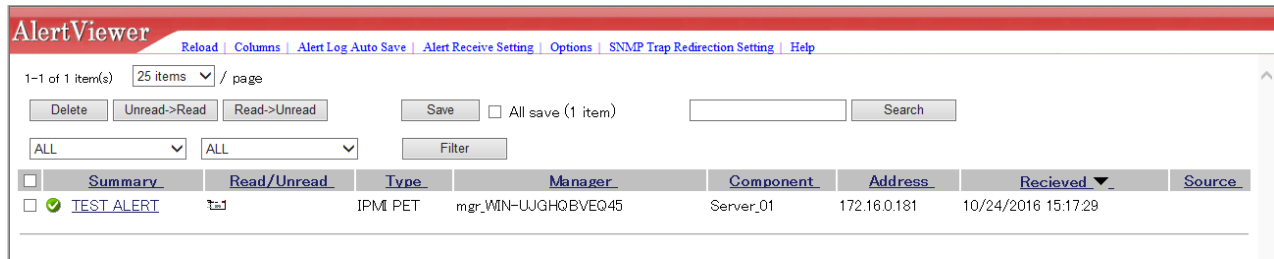 AlertViewer
Reload | Columns | Alert Log Auto Save | Alert Receive Setting | Options | SNMP Trap Redirection Setting | Help
1-1 of 1 item(s) 25 items / page
Delete Unread->Read Read->Unread Save All save (1 item) Search
ALL ALL Filter
Summary Read/Unread Type Manager Component Address Recieved ▼ Source
TEST ALERT IPMI PET mgr_WIN-UJGHQBVEQ45 Server_01 172.16.0.181 10/24/2016 15:17:29